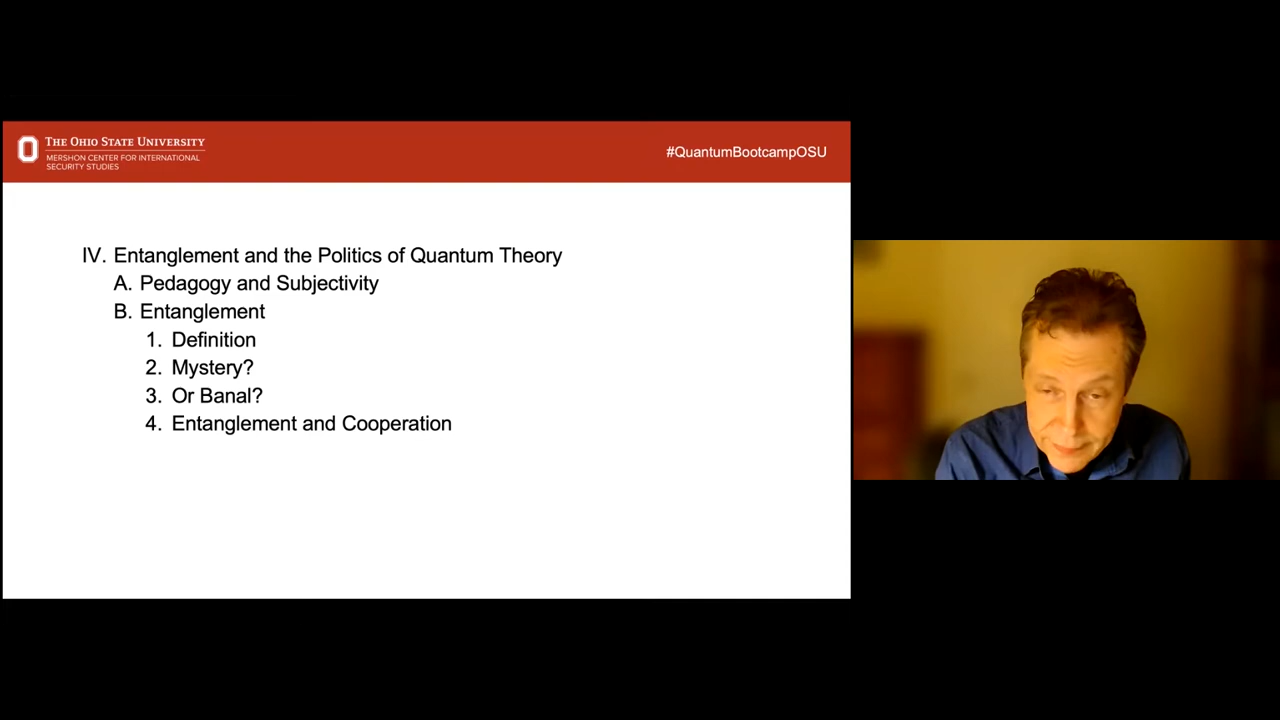 THE OHIO STATE UNIVERSITY
MERSHON CENTER FOR INTERNATIONAL
SECURITY STUDIES
#QuantumBootcampOSU
IV. Entanglement and the Politics of Quantum Theory
A. Pedagogy and Subjectivity
B. Entanglement
1. Definition
2. Mystery?
3. Or Banal?
4. Entanglement and Cooperation